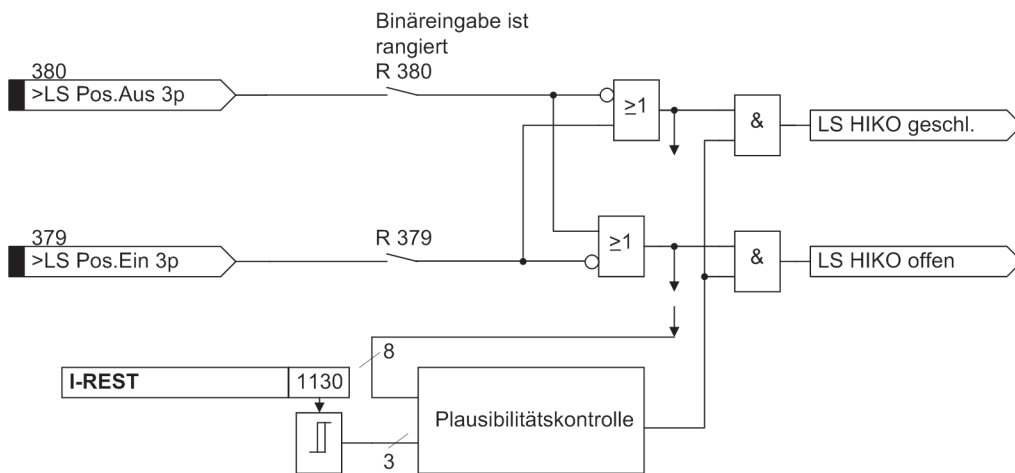 Binäreingabe ist
rangiert
380
R 380
>LS Pos.Aus 3p
≥1
&
LS HIKO geschl.
379
R 379
>LS Pos.Ein 3p
≥1
&
LS HIKO offen
8
I-REST
1130
Plausibilitätskontrolle
3